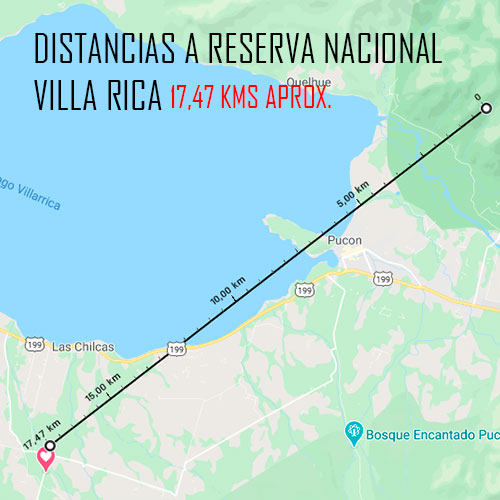 DISTANCIAS A RESERVA NACIONAL
VILLA RICA 17,47 KMS APROX.
Quelhue
0
ago Villarrica
5,00 km
Pucon
199
199
10,00 km
199
199
Las Chilcas
199
15,00 km
17,47 km
Bosque Encantado Puc